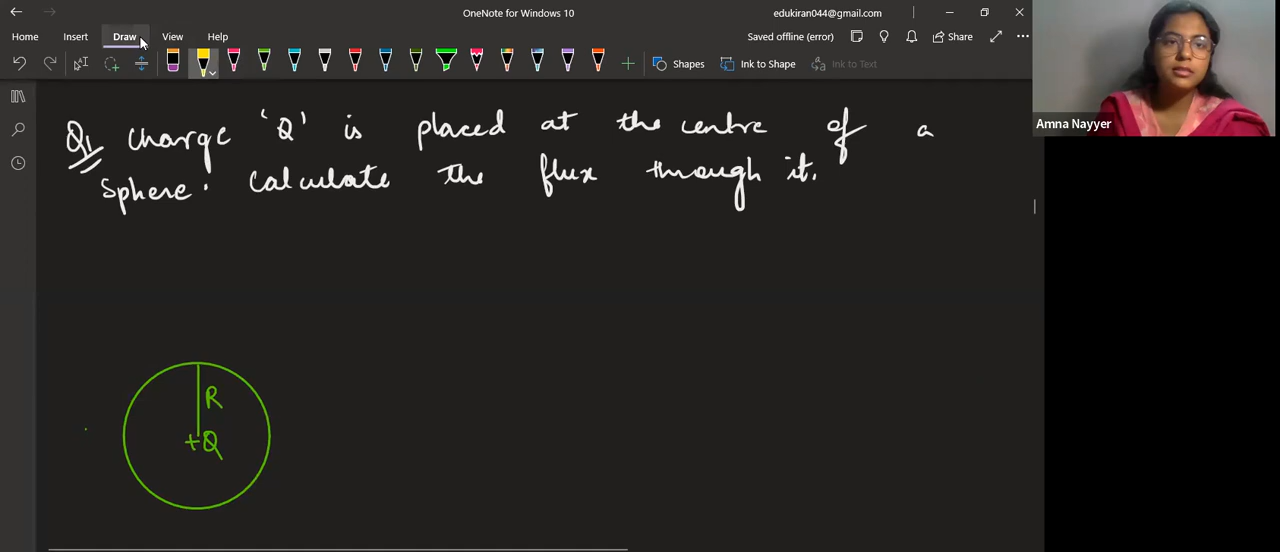 OneNote for Windows 10
edukiran044@gmail.com
Home Insert Draw View Help
Saved offline (error)
Share
Shapes
Ink to Shape
Ink to Text
Amna Nayyer
Q1 Charge 'Q' is placed at the centre of a
sphere. Calculate the flux through it.
R
+Q